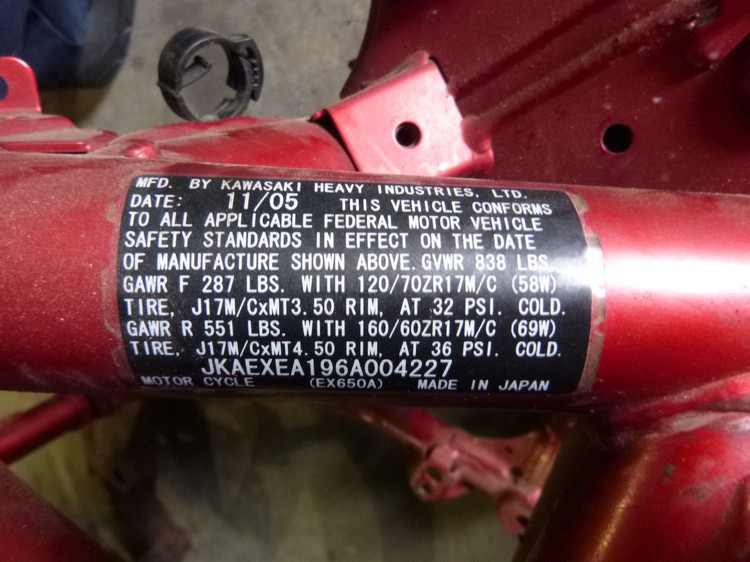 MFD. BY KAWASAKI HEAVY INDUSTRIES, LTD.
DATE: 11/05 THIS VEHICLE CONFORMS
TO ALL APPLICABLE FEDERAL MOTOR VEHICLE
SAFETY STANDARDS IN EFFECT ON THE DATE
OF MANUFACTURE SHOWN ABOVE. GVWR 838 LBS.
GAWR F 287 LBS. WITH 120/70ZR17M/C (58W)
TIRE, J17M/CxMT3.50 RIM, AT 32 PSI. COLD.
GAWR R 551 LBS. WITH 160/60ZR17M/C (69W)
TIRE, J17M/CxMT4.50 RIM, AT 36 PSI. COLD.
JKAEXEA196A004227
MOTOR CYCLE (EX650A) MADE IN JAPAN